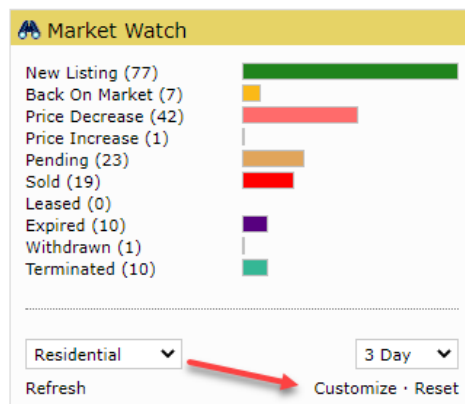 Market Watch
New Listing (77)
Back On Market (7)
Price Decrease (42)
Price Increase (1)
Pending (23)
Sold (19)
Leased (0)
Expired (10)
Withdrawn (1)
Terminated (10)
Residential 3 Day
Refresh Customize · Reset